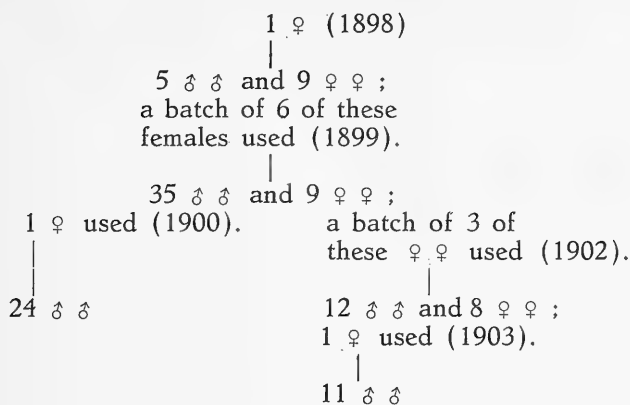 1 ♀ (1898)
5 ♂ ♂ and 9 ♀ ♀ ;
a batch of 6 of these
females used (1899).
35 ♂ ♂ and 9 ♀ ♀ ;
1 ♀ used (1900).
24 ♂ ♂
a batch of 3 of
these ♀ ♀ used (1902).
12 ♂ ♂ and 8 ♀ ♀ ;
1 ♀ used (1903).
11 ♂ ♂